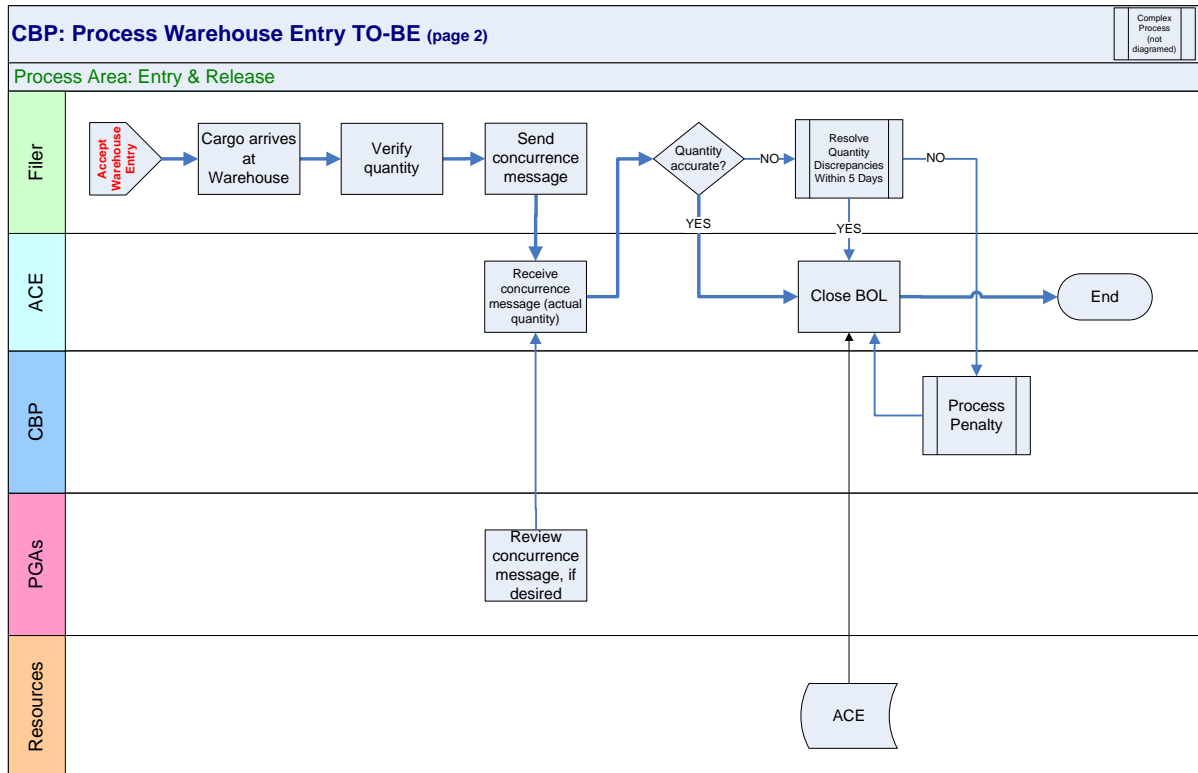 CBP: Process Warehouse Entry TO-BE (page 2)
Complex
Process
(not
diagramed)
Process Area: Entry & Release
Filer
Accept
Warehouse
Entry
Cargo arrives
at
Warehouse
Verify
quantity
Send
concurrence
message
Quantity
accurate?
NO
Resolve
Quantity
Discrepancies
Within 5 Days
NO
YES
YES
ACE
Receive
concurrence
message (actual
quantity)
Close BOL
End
CBP
Process
Penalty
PGAs
Review
concurrence
message, if
desired
Resources
ACE